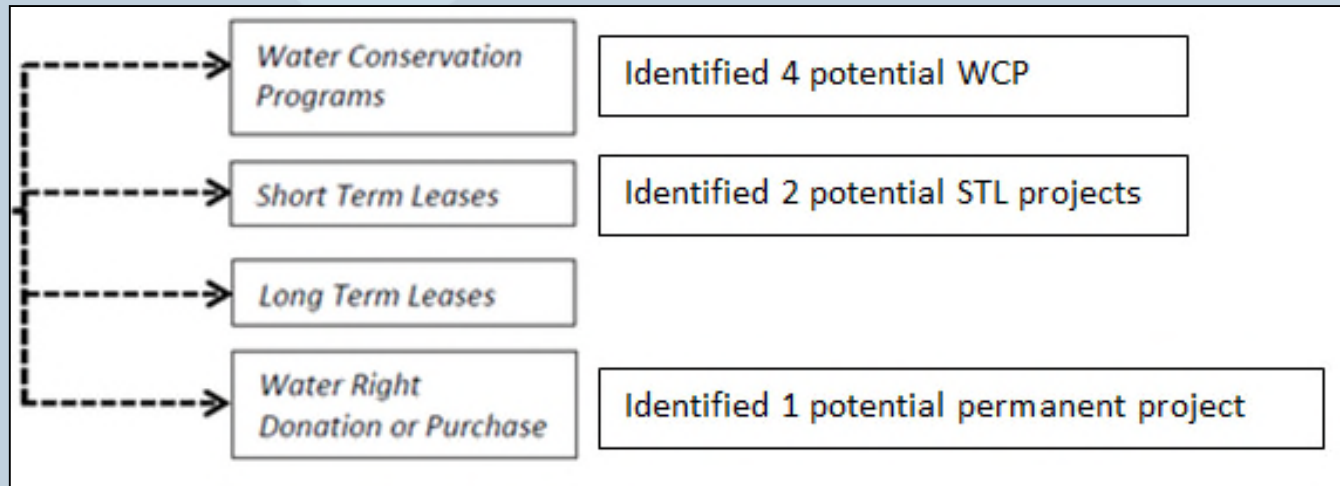 Water Conservation
Programs
Identified 4 potential WCP
Short Term Leases
Identified 2 potential STL projects
Long Term Leases
Water Right
Donation or Purchase
Identified 1 potential permanent project